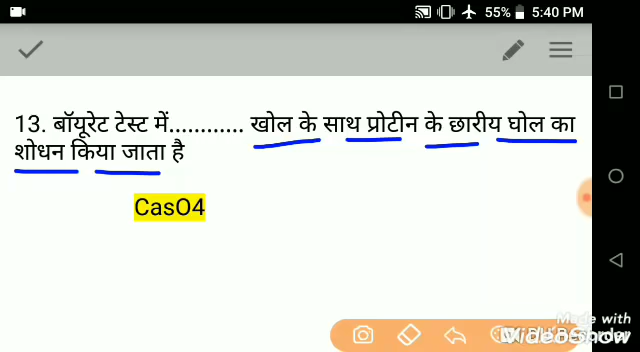 55% 5:40 PM
13. बॉयूरेट टेस्ट में............ खोल के साथ प्रोटीन के छारीय घोल का
शोधन किया जाता है
CasO4
Made with
VideoShow